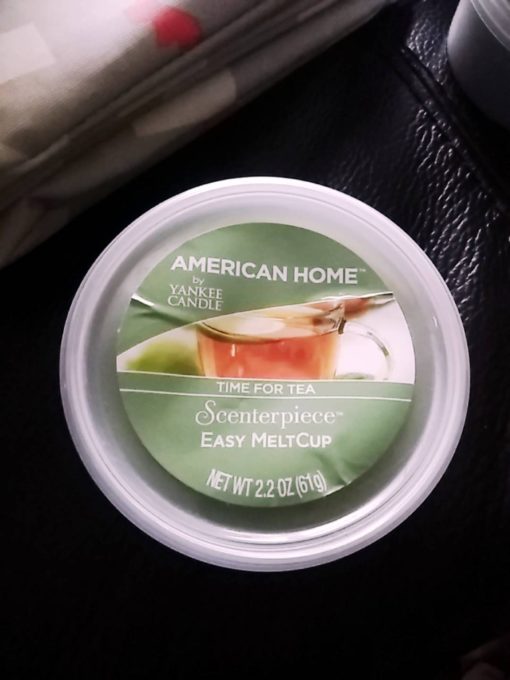 AMERICAN HOME™
by
YANKEE
CANDLE
TIME FOR TEA
Scenterpiece™
EASY MELTCUP
NET WT 2.2 OZ (61g)